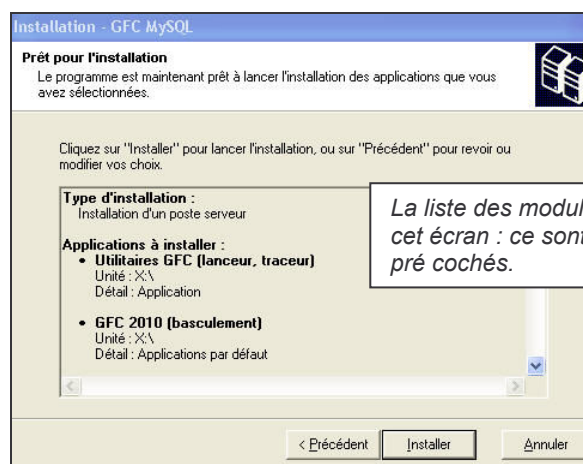 Installation - GFC MySQL
Prêt pour l'installation
Le programme est maintenant prêt à lancer l'installation des applications que vous
avez sélectionnées.
Cliquez sur "Installer" pour lancer l'installation, ou sur "Précédent" pour revoir ou
modifier vos choix.
Type d'installation :
Installation d'un poste serveur
Applications à installer :
• Utilitaires GFC (lanceur, traceur)
Unité : X:\
Détail : Application
• GFC 2010 (basculement)
Unité : X:\
Détail : Applications par défaut
La liste des modul
cet écran : ce sont
pré cochés.
< Précédent
Installer
Annuler